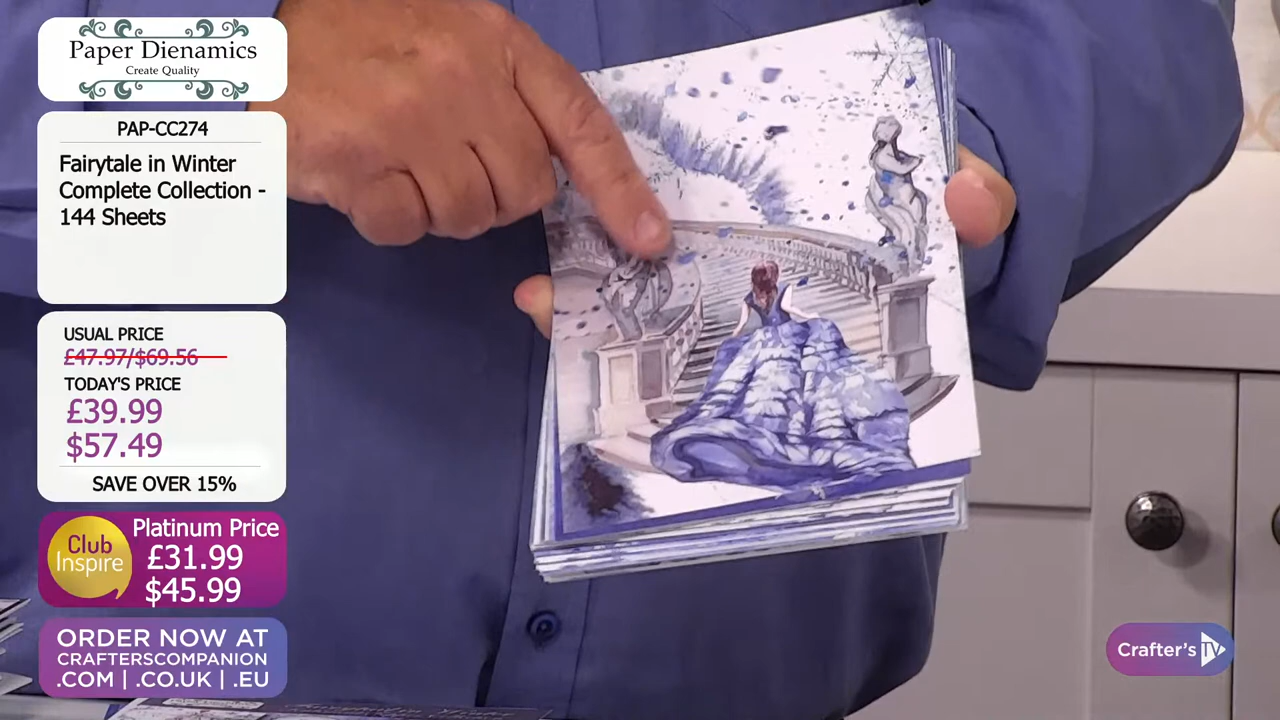 Paper Dienamics
Create Quality
PAP-CC274
Fairytale in Winter
Complete Collection -
144 Sheets
USUAL PRICE
£47.97/$69.56
TODAY'S PRICE
£39.99
$57.49
SAVE OVER 15%
Club
Inspire
Platinum Price
£31.99
$45.99
ORDER NOW AT
CRAFTERSCOMPANION
.COM | .CO.UK | .EU
Crafter's TV